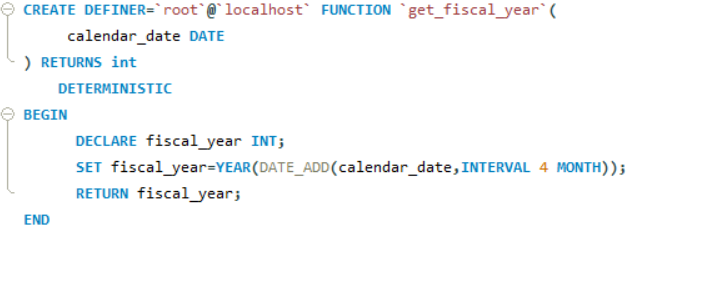 CREATE DEFINER=`root`@`localhost` FUNCTION `get_fiscal_year`(
calendar_date DATE
) RETURNS int
DETERMINISTIC
BEGIN
DECLARE fiscal_year INT;
SET fiscal_year=YEAR(DATE_ADD(calendar_date,INTERVAL 4 MONTH));
RETURN fiscal_year;
END